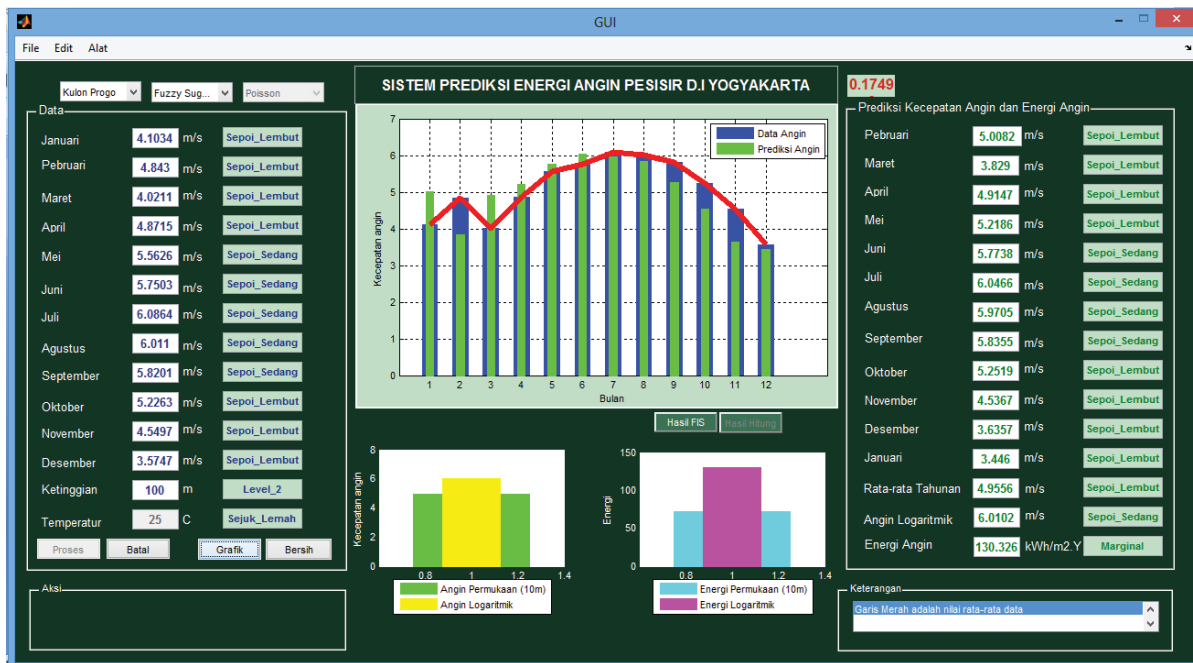 GUI
File Edit Alat
Kulon Progo Fuzzy Sug... Poisson
Data
Januari 4.1034 m/s Sepoi_Lembut
Pebruari 4.843 m/s Sepoi_Lembut
Maret 4.0211 m/s Sepoi_Lembut
April 4.8715 m/s Sepoi_Lembut
Mei 5.5626 m/s Sepoi_Sedang
Juni 5.7503 m/s Sepoi_Sedang
Juli 6.0864 m/s Sepoi_Sedang
Agustus 6.011 m/s Sepoi_Sedang
September 5.8201 m/s Sepoi_Sedang
Oktober 5.2263 m/s Sepoi_Lembut
November 4.5497 m/s Sepoi_Lembut
Desember 3.5747 m/s Sepoi_Lembut
Ketinggian 100 m Level_2
Temperatur 25 C Sejuk_Lemah
Proses Batal Grafik Bersih
Aksi
SISTEM PREDIKSI ENERGI ANGIN PESISIR D.I YOGYAKARTA
Data Angin
Prediksi Angin
Kecepatan angin
7
6
5
4
3
2
1
0
1 2 3 4 5 6 7 8 9 10 11 12
Bulan
Hasil FIS Hasil Hitung
Kecepatan angin
8
6
4
2
0
0.8 1 1.2 1.4
Angin Permukaan (10m)
Angin Logaritmik
Energi
150
100
50
0
0.8 1 1.2 1.4
Energi Permukaan (10m)
Energi Logaritmik
0.1749
Prediksi Kecepatan Angin dan Energi Angin
Pebruari 5.0082 m/s Sepoi_Lembut
Maret 3.829 m/s Sepoi_Lembut
April 4.9147 m/s Sepoi_Lembut
Mei 5.2186 m/s Sepoi_Lembut
Juni 5.7738 m/s Sepoi_Sedang
Juli 6.0466 m/s Sepoi_Sedang
Agustus 5.9705 m/s Sepoi_Sedang
September 5.8355 m/s Sepoi_Sedang
Oktober 5.2519 m/s Sepoi_Lembut
November 4.5367 m/s Sepoi_Lembut
Desember 3.6357 m/s Sepoi_Lembut
Januari 3.446 m/s Sepoi_Lembut
Rata-rata Tahunan 4.9556 m/s Sepoi_Lembut
Angin Logaritmik 6.0102 m/s Sepoi_Sedang
Energi Angin 130.326 kWh/m2.Y Marginal
Keterangan
Garis Merah adalah nilai rata-rata data